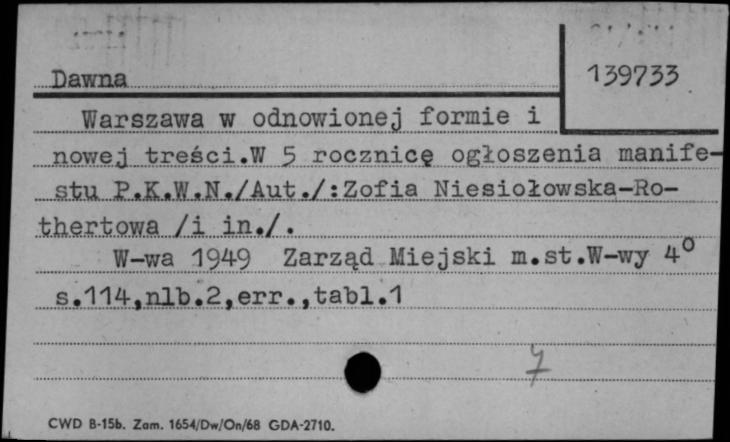 Dawna
139733
Warszawa w odnowionej formie i
nowej treści.W 5 rocznicę ogłoszenia manife-
stu P.K.W.N./Aut./:Zofia Niesiołowska-Ro-
thertowa /i in./.
W-wa 1949 Zarząd Miejski m.st.W-wy 4°
s.114,nlb.2,err.,tabl.1
CWD B-15b. Zam. 1654/Dw/On/68 GDA-2710.